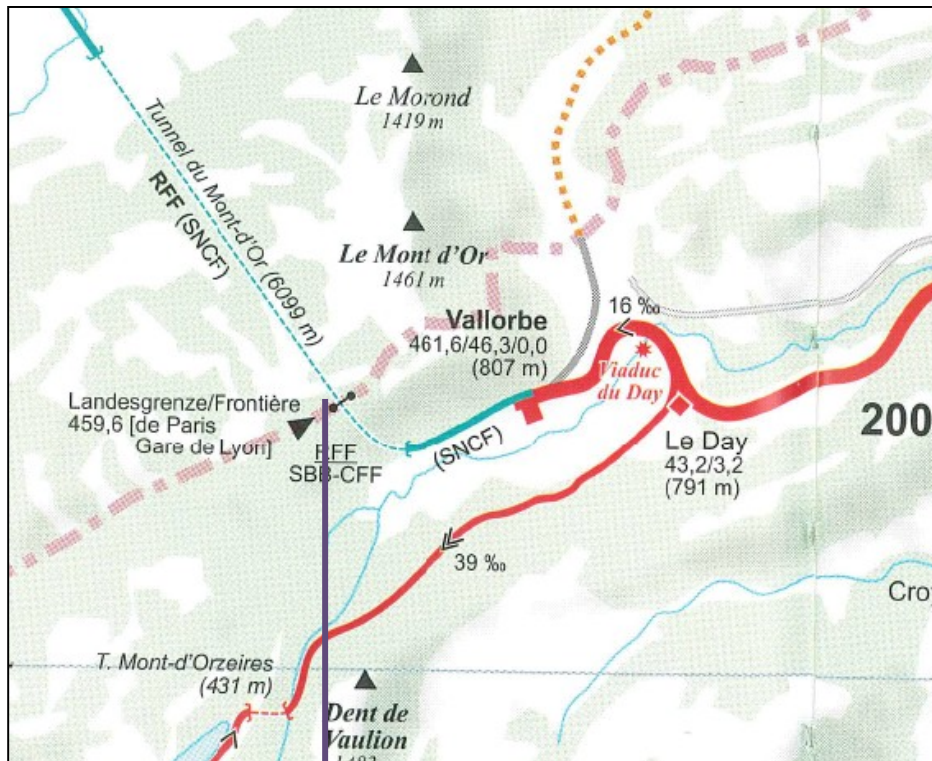 Le Morond
1419 m
Tunnel du Mont-d'Or (6099 m)
RFF (SNCF)
Le Mont d'Or
1461 m
16 ‰
Vallorbe
461,6/46,3/0,0
(807 m)
Viaduc
du Day
Landesgrenze/Frontière
459,6 [de Paris
Gare de Lyon]
RFF
SBB-CFF
(SNCF)
Le Day
43,2/3,2
(791 m)
200
39 ‰
Croy
T. Mont-d'Orzeires
(431 m)
Dent de
Vaulion